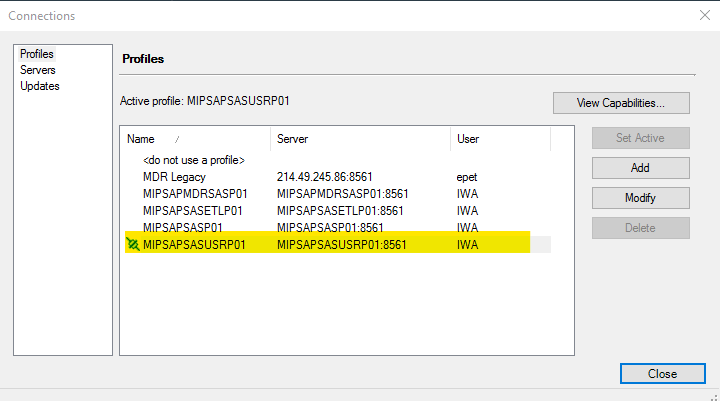 Connections
Profiles
Servers
Updates
Profiles
Active profile: MIPSAPSASUSRP01
View Capabilities...
Name Server User
<do not use a profile>
MDR Legacy 214.49.245.86:8561 epet
MIPSAPMDRSASP01 MIPSAPMDRSASP01:8561 IWA
MIPSAPSASETLP01 MIPSAPSASETLP01:8561 IWA
MIPSAPSASP01 MIPSAPSASP01:8561 IWA
MIPSAPSASUSRP01 MIPSAPSASUSRP01:8561 IWA
Set Active
Add
Modify
Delete
Close